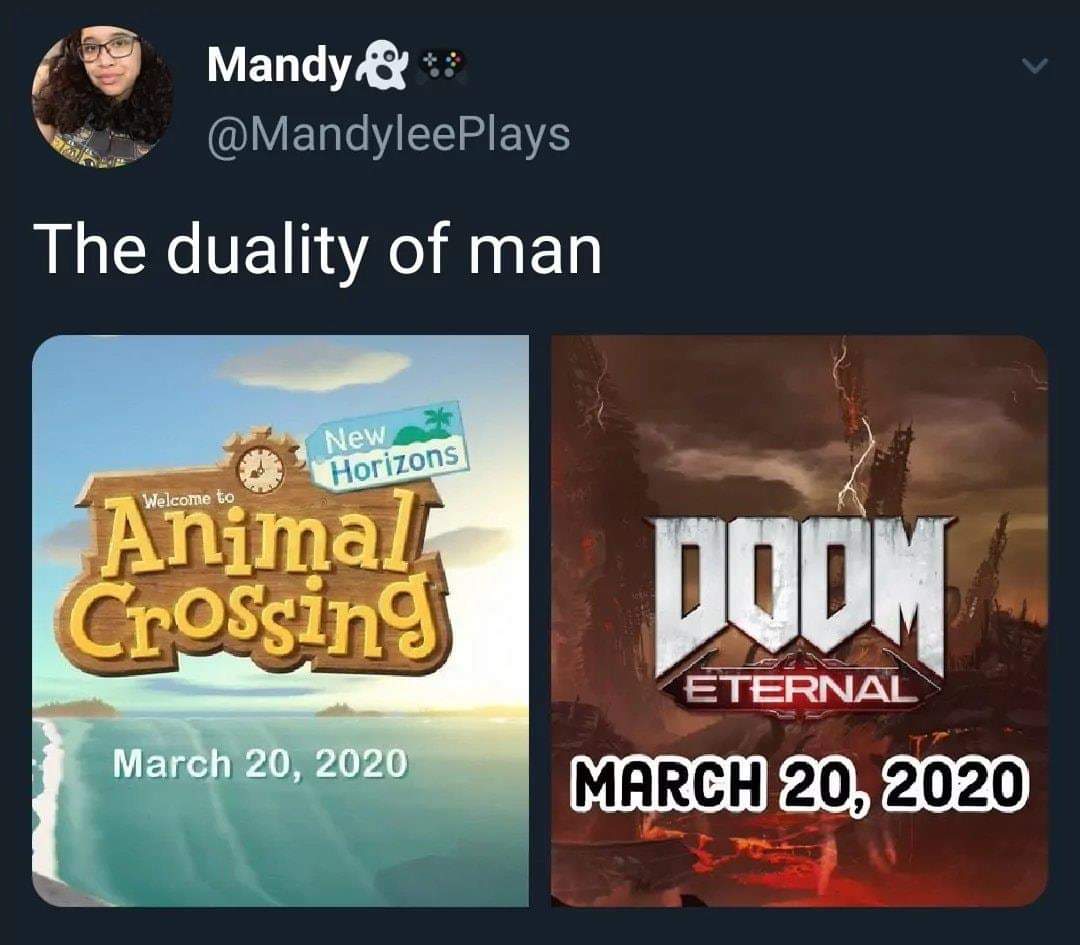 Mandy👻🎮
@MandyleePlays
The duality of man
New
Horizons
Welcome to
Animal
Crossing
March 20, 2020
DOOM
ETERNAL
MARCH 20, 2020